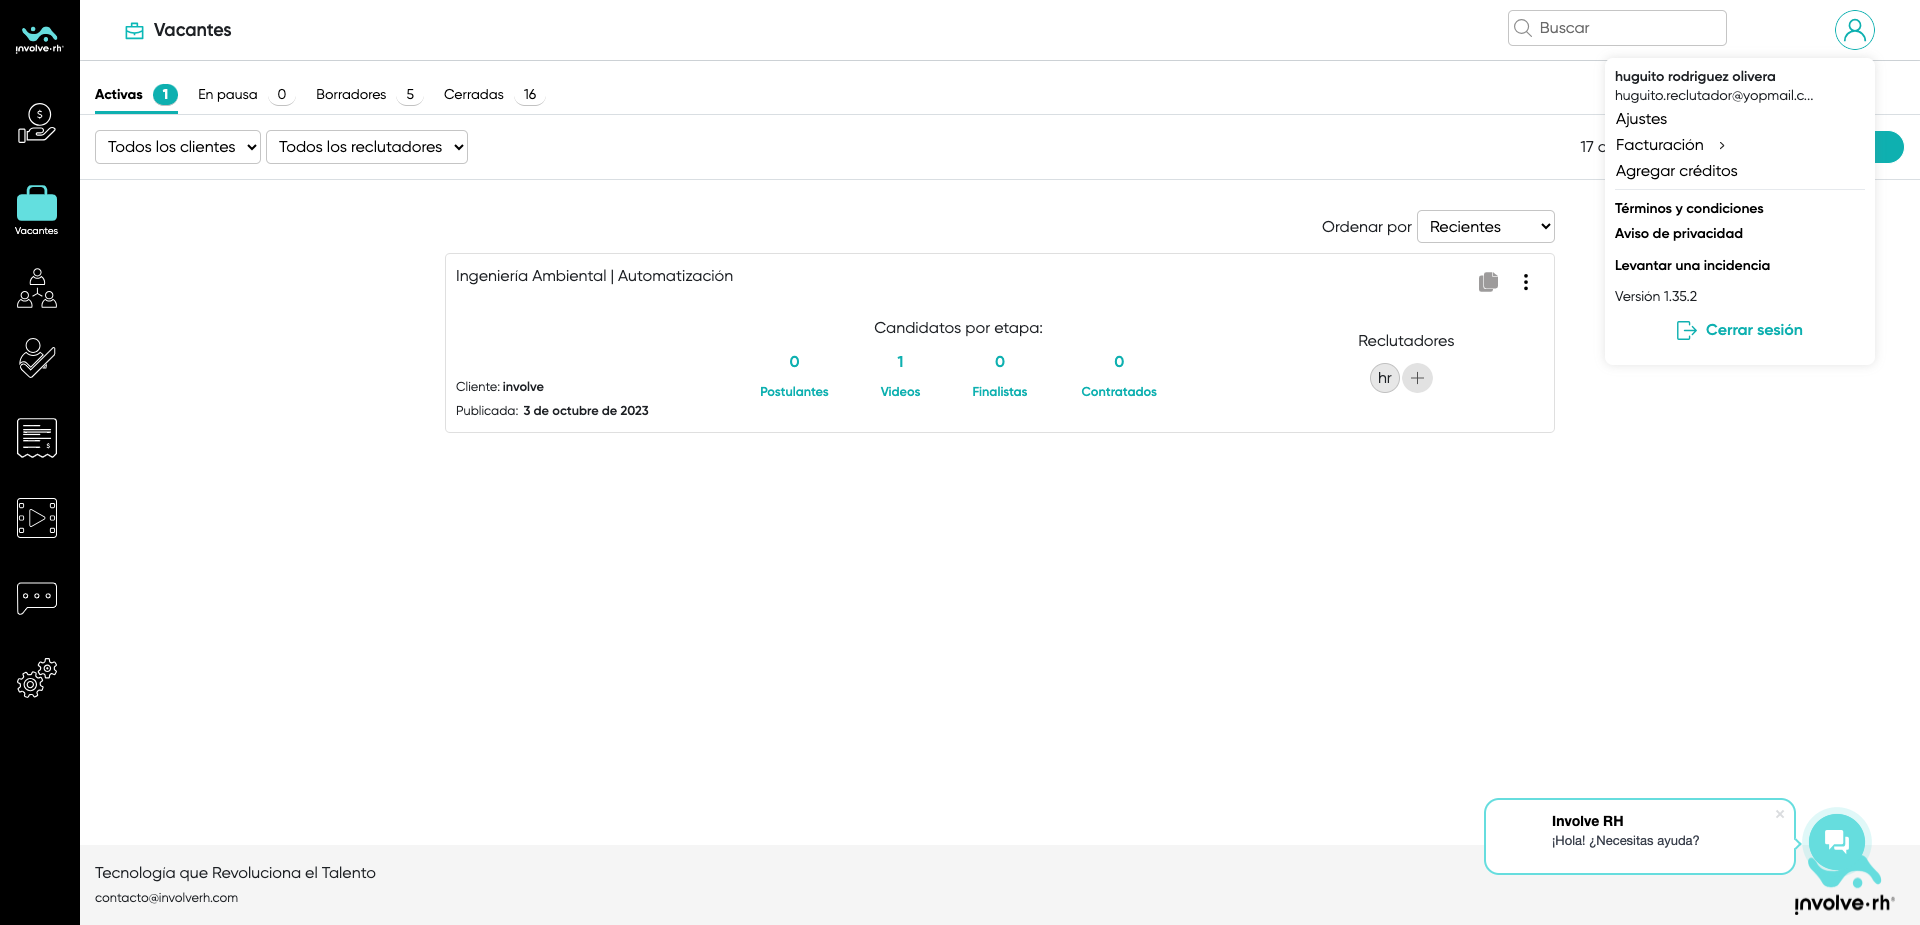 involve·rh
Vacantes
Vacantes
Buscar
huguito rodriguez olivera
huguito.reclutador@yopmail.c...
Ajustes
Facturación
Agregar créditos
Términos y condiciones
Aviso de privacidad
Levantar una incidencia
Versión 1.35.2
Cerrar sesión
Activas 1 En pausa 0 Borradores 5 Cerradas 16
Todos los clientes Todos los reclutadores 17 c
Ordenar por Recientes
Ingeniería Ambiental | Automatización
Candidatos por etapa:
0 1 0 0
Postulantes Videos Finalistas Contratados
Reclutadores
hr
Cliente: involve
Publicada: 3 de octubre de 2023
Involve RH
¡Hola! ¿Necesitas ayuda?
Tecnología que Revoluciona el Talento
contacto@involverh.com
involve·rh